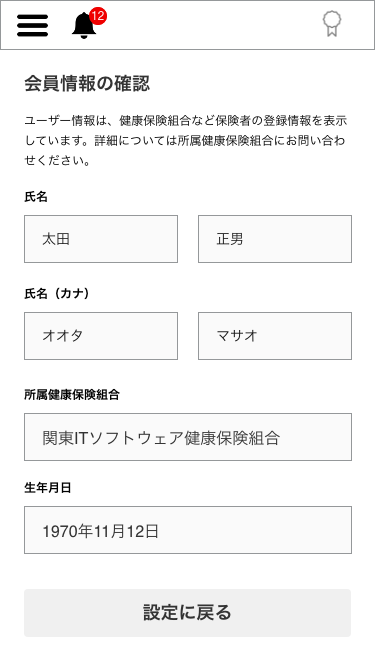 12
会員情報の確認
ユーザー情報は、健康保険組合など保険者の登録情報を表示
しています。詳細については所属健康保険組合にお問い合わ
せください。
氏名
太田
正男
氏名（カナ）
オオタ
マサオ
所属健康保険組合
関東ITソフトウェア健康保険組合
生年月日
1970年11月12日
設定に戻る